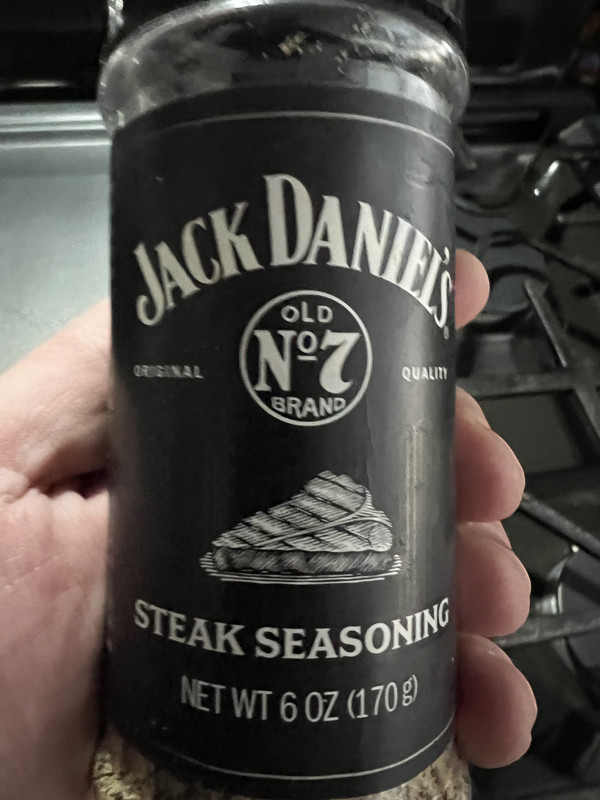 JACK DANIEL'S®
OLD
Nº7
BRAND
ORIGINAL
QUALITY
STEAK SEASONING
NET WT 6 OZ (170 g)